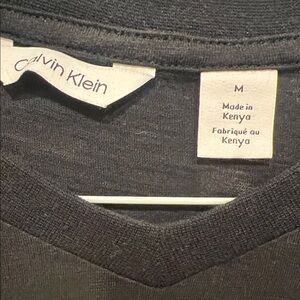 Calvin Klein
M
Made in
Kenya
Fabriqué au
Kenya